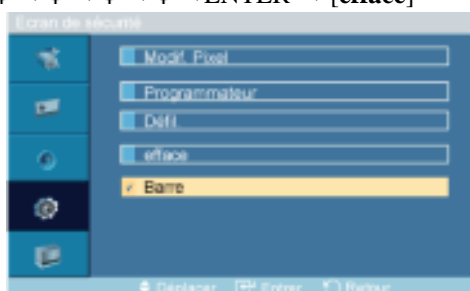 ENTER → [efface]
Ecran de sécurité
Modif. Pixel
Programmateur
Défil.
efface
Barre
Déplacer Entrer Retour